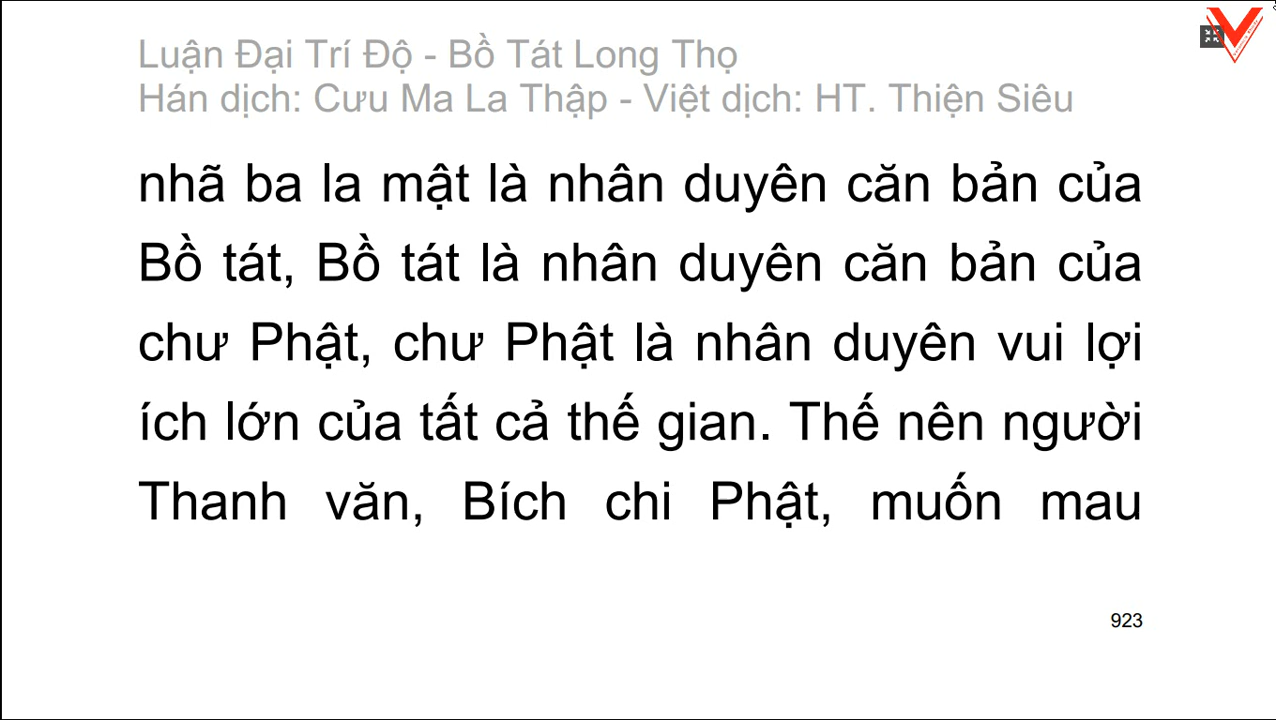 Luận Đại Trí Độ - Bồ Tát Long Thọ
Hán dịch: Cưu Ma La Thập - Việt dịch: HT. Thiện Siêu
nhã ba la mật là nhân duyên căn bản của
Bồ tát, Bồ tát là nhân duyên căn bản của
chư Phật, chư Phật là nhân duyên vui lợi
ích lớn của tất cả thế gian. Thế nên người
Thanh văn, Bích chi Phật, muốn mau
923